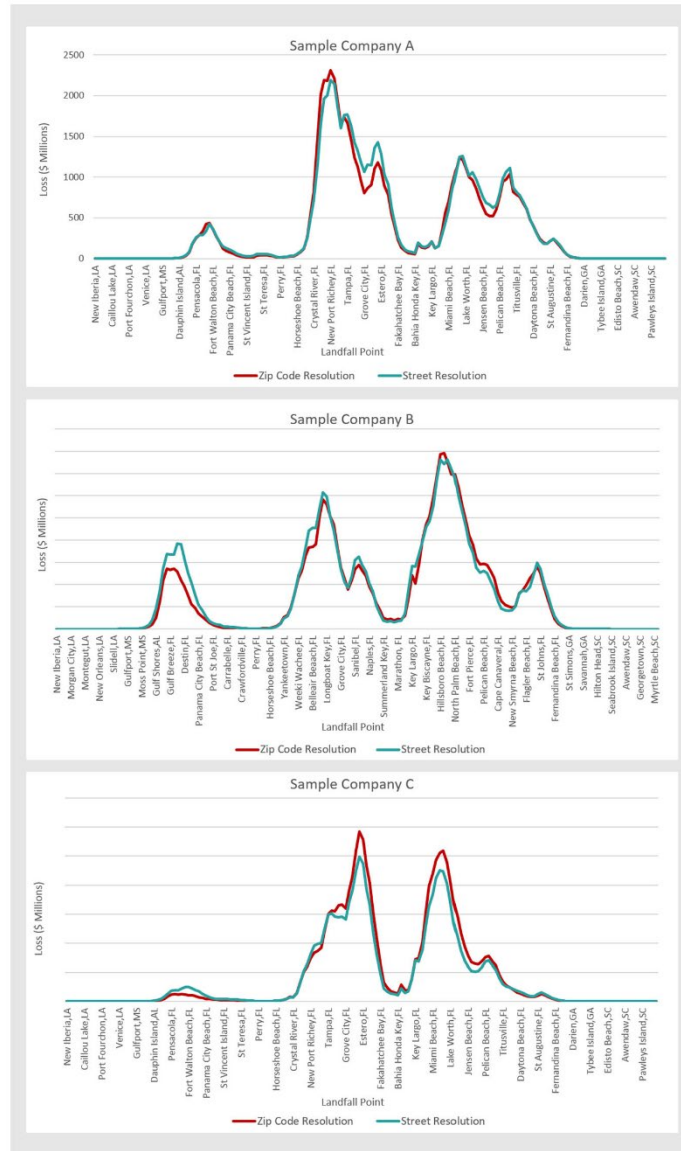 Sample Company A
2500
2000
1500
1000
500
0
Loss ($ Millions)
New Iberia,LA
Caillou Lake,LA
Port Fourchon,LA
Venice,LA
Gulfport,MS
Dauphin Island,AL
Pensacola,FL
Fort Walton Beach,FL
Panama City Beach,FL
St Vincent Island,FL
St Teresa,FL
Perry,FL
Horseshoe Beach,FL
Crystal River,FL
New Port Richey,FL
Tampa,FL
Grove City,FL
Estero,FL
Fakahatchee Bay,FL
Bahia Honda Key,FL
Key Largo,FL
Miami Beach,FL
Lake Worth,FL
Jensen Beach,FL
Pelican Beach,FL
Titusville,FL
Daytona Beach,FL
St Augustine,FL
Fernandina Beach,FL
Darien,GA
Tybee Island,GA
Edisto Beach,SC
Awendaw,SC
Pawleys Island,SC
Landfall Point
Zip Code Resolution
Street Resolution
Sample Company B
Loss ($ Millions)
New Iberia,LA
Morgan City,LA
Montegut,LA
New Orleans,LA
Slidell,LA
Gulfport,MS
Moss Point,MS
Gulf Shores,AL
Gulf Breeze,FL
Destin,FL
Panama City Beach,FL
Port St Joe,FL
Carrabelle,FL
Crawfordville,FL
Perry,FL
Horseshoe Beach,FL
Yankeetown,FL
Weeki Wachee,FL
Belleair Beaach,FL
Longboat Key,FL
Grove City,FL
Sanibel,FL
Naples,FL
Summerland Key,FL
Marathon, FL
Key Largo,FL
Key Biscayne,FL
Hillsboro Beach,FL
North Palm Beach,FL
Fort Pierce,FL
Pelican Beach,FL
Cape Canaveral,FL
New Smyrna Beach,FL
Flagler Beach,FL
St Johns,FL
Fernandina Beach,FL
St Simons,GA
Savannah,GA
Hilton Head,SC
Seabrook Island,SC
Awendaw,SC
Georgetown,SC
Myrtle Beach,SC
Landfall Point
Zip Code Resolution
Street Resolution
Sample Company C
Loss ($ Millions)
New Iberia,LA
Caillou Lake,LA
Port Fourchon,LA
Venice,LA
Gulfport,MS
Dauphin Island,AL
Pensacola,FL
Fort Walton Beach,FL
Panama City Beach,FL
St Vincent Island,FL
St Teresa,FL
Perry,FL
Horseshoe Beach,FL
Crystal River,FL
New Port Richey,FL
Tampa,FL
Grove City,FL
Estero,FL
Fakahatchee Bay,FL
Bahia Honda Key,FL
Key Largo,FL
Miami Beach,FL
Lake Worth,FL
Jensen Beach,FL
Pelican Beach,FL
Titusville,FL
Daytona Beach,FL
St Augustine,FL
Fernandina Beach,FL
Darien,GA
Tybee Island,GA
Edisto Beach,SC
Awendaw,SC
Pawleys Island,SC
Landfall Point
Zip Code Resolution
Street Resolution